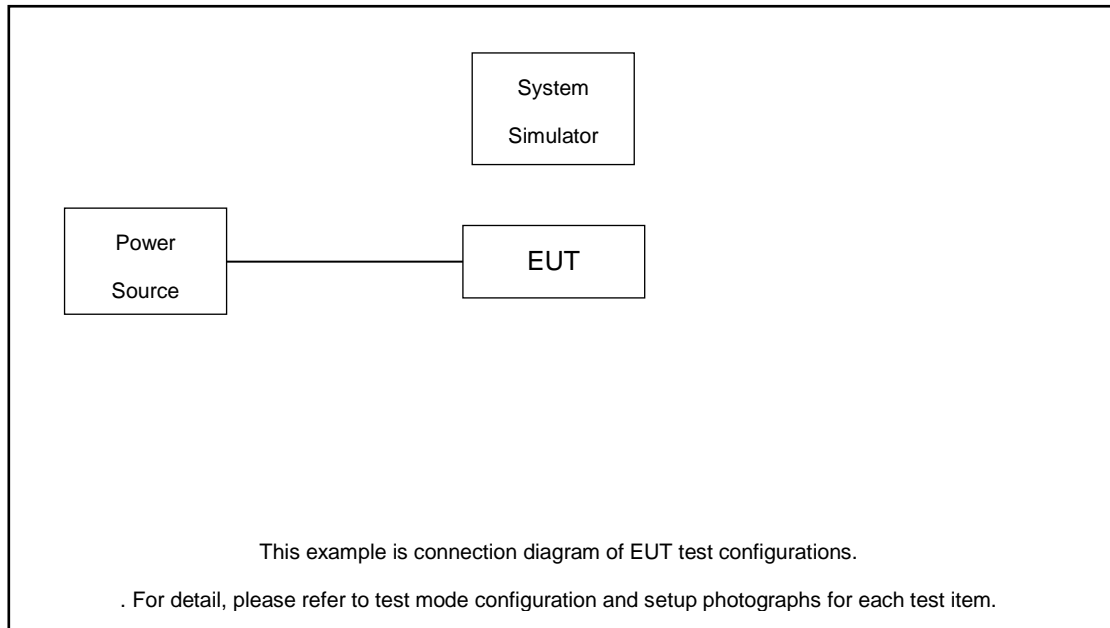 System
Simulator
Power
Source
EUT
This example is connection diagram of EUT test configurations.
. For detail, please refer to test mode configuration and setup photographs for each test item.